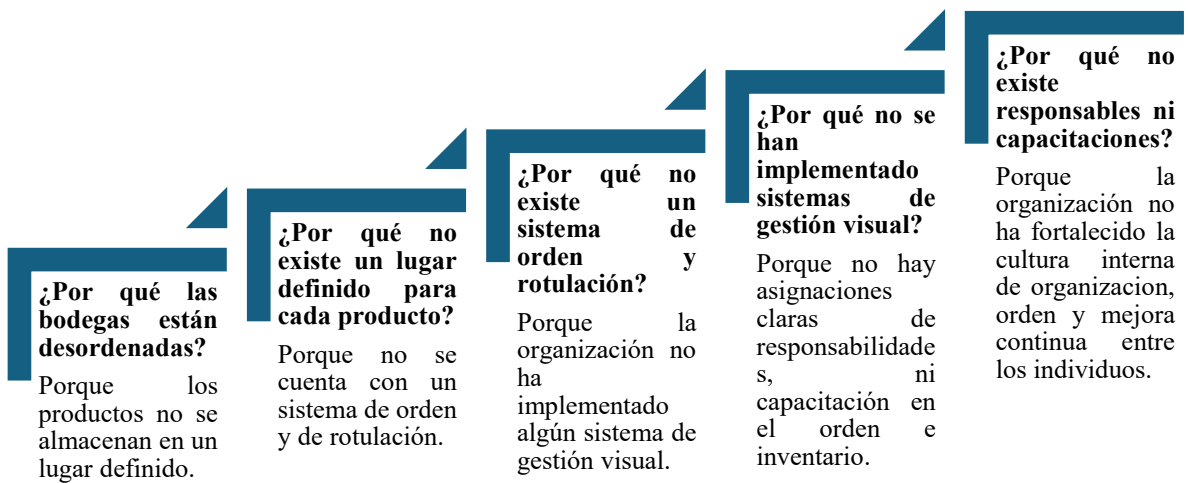 ¿Por qué las
bodegas están
desordenadas?
Porque los
productos no se
almacenan en un
lugar definido.
¿Por qué no
existe un lugar
definido para
cada producto?
Porque no se
cuenta con un
sistema de orden
y de rotulación.
¿Por qué no
existe un
sistema de
orden y
rotulación?
Porque la
organización no
ha
implementado
algún sistema de
gestión visual.
¿Por qué no se
han
implementado
sistemas de
gestión visual?
Porque no hay
asignaciones
claras de
responsabilidade
s, ni
capacitación en
el orden e
inventario.
¿Por qué no
existe
responsables ni
capacitaciones?
Porque la
organización no
ha fortalecido la
cultura interna
de organizacion,
orden y mejora
continua entre
los individuos.